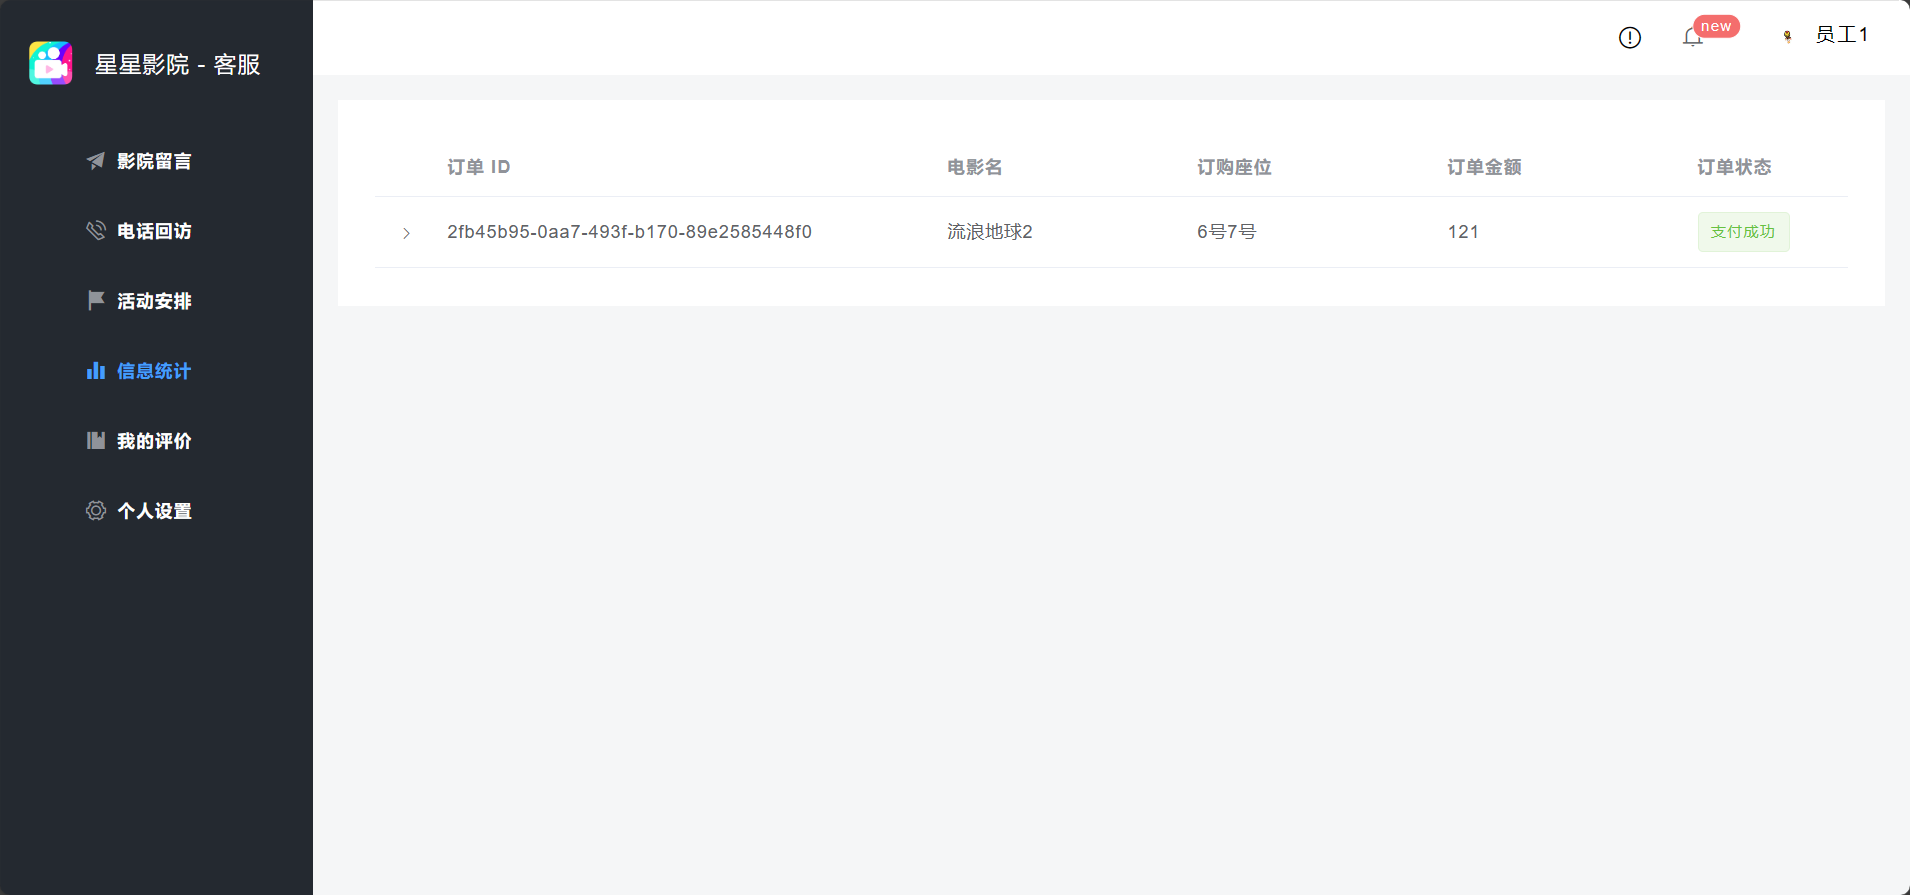 星星影院 - 客服
new
员工1
影院留言
电话回访
活动安排
信息统计
我的评价
个人设置
订单 ID 电影名 订购座位 订单金额 订单状态
2fb45b95-0aa7-493f-b170-89e2585448f0 流浪地球2 6号7号 121 支付成功